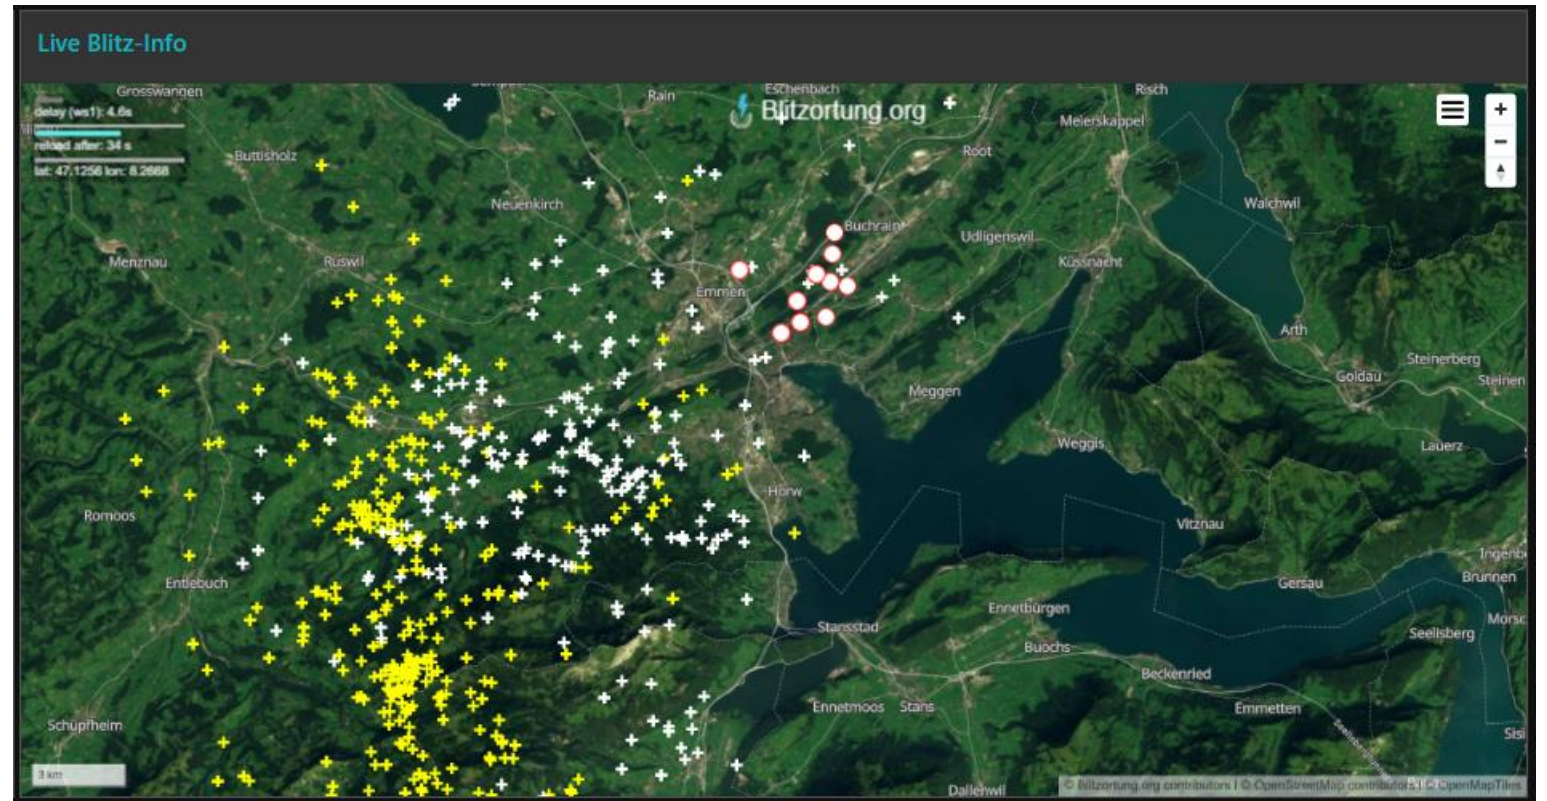 Live Blitz-Info
Grosswangen
Rain
Eschenbach
Risch
delay (ws1): 4.6s
Blitzortung.org
Meierskappel
reload after: 34 s
Buttisholz
Root
lat: 47.1256 lon: 8.2668
Neuenkirch
Walchwil
Buchrain
Udligenswil
Menznau
Ruswil
Küssnacht
Emmen
Arth
Steinerberg
Goldau
Steinen
Meggen
Weggis
Lauerz
Horw
Romoos
Vitznau
Entlebuch
Gersau
Brunnen
Ennetbürgen
Stansstad
Seelisberg
Buochs
Beckenried
Ennetmoos
Stans
Emmetten
Schüpfheim
3 km
Dallenwil
© Blitzortung.org contributors | © OpenStreetMap contributors | © OpenMapTiles